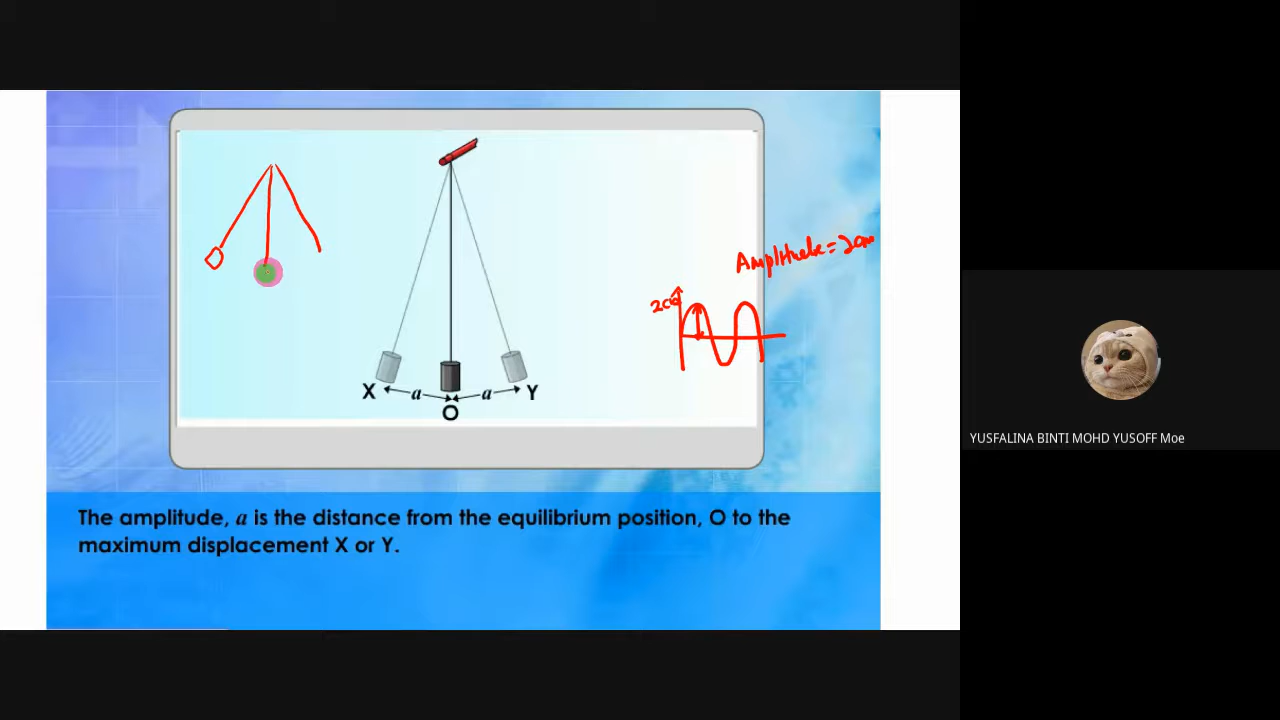 Amplitude = 2cm
2cm
X a a Y
O
The amplitude, a is the distance from the equilibrium position, O to the
maximum displacement X or Y.
YUSFALINA BINTI MOHD YUSOFF Moe